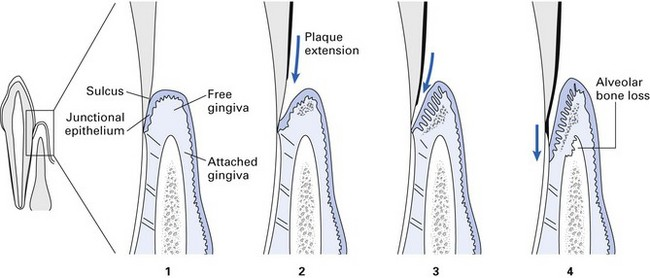 Sulcus
Junctional
epithelium
Free
gingiva
Attached
gingiva
Plaque
extension
Alveolar
bone loss
1
2
3
4